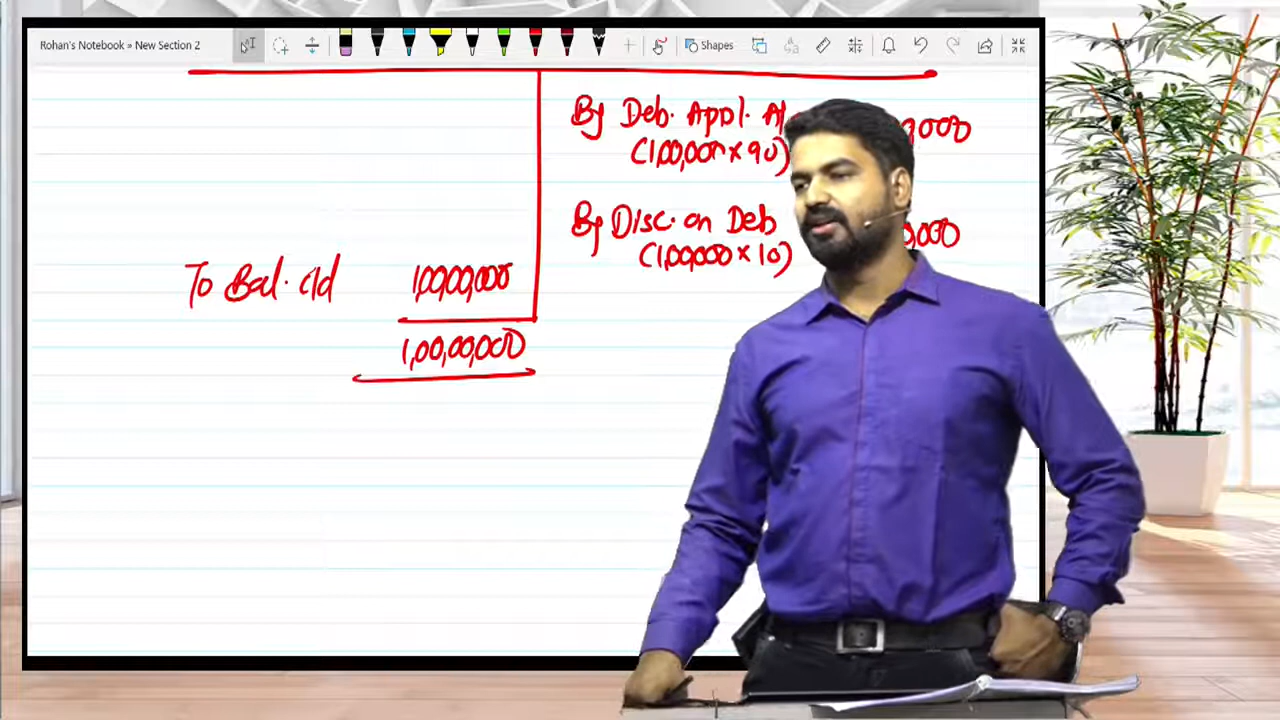 Rohan's Notebook » New Section 2
Shapes
By Deb. Appl. A/c
(1,00,000 × 90)
By Disc. on Deb
(1,00,000 × 10)
To Bal. c/d 1,00,00,000
1,00,00,000